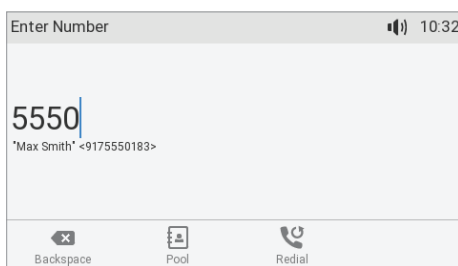 Enter Number 10:32
5550
"Max Smith" <9175550183>
Backspace Pool Redial